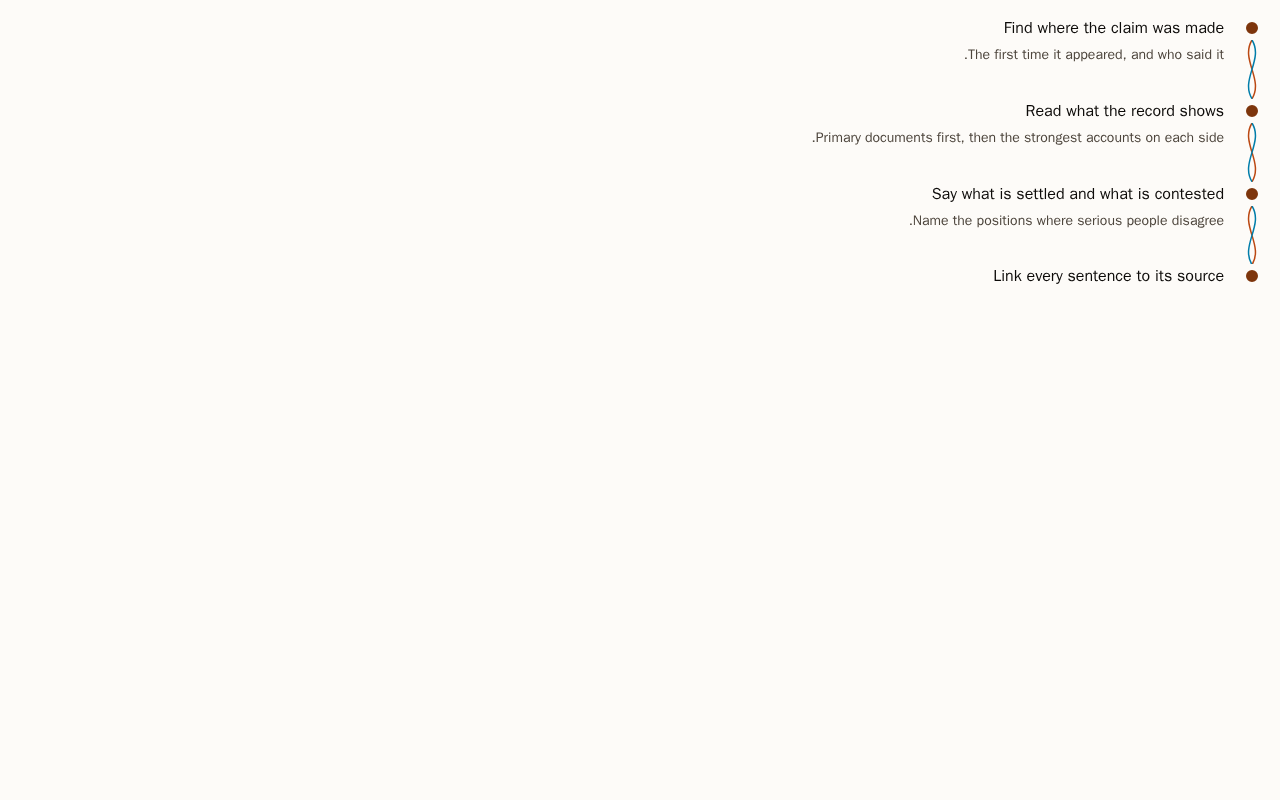 Find where the claim was made
.The first time it appeared, and who said it
Read what the record shows
.Primary documents first, then the strongest accounts on each side
Say what is settled and what is contested
.Name the positions where serious people disagree
Link every sentence to its source